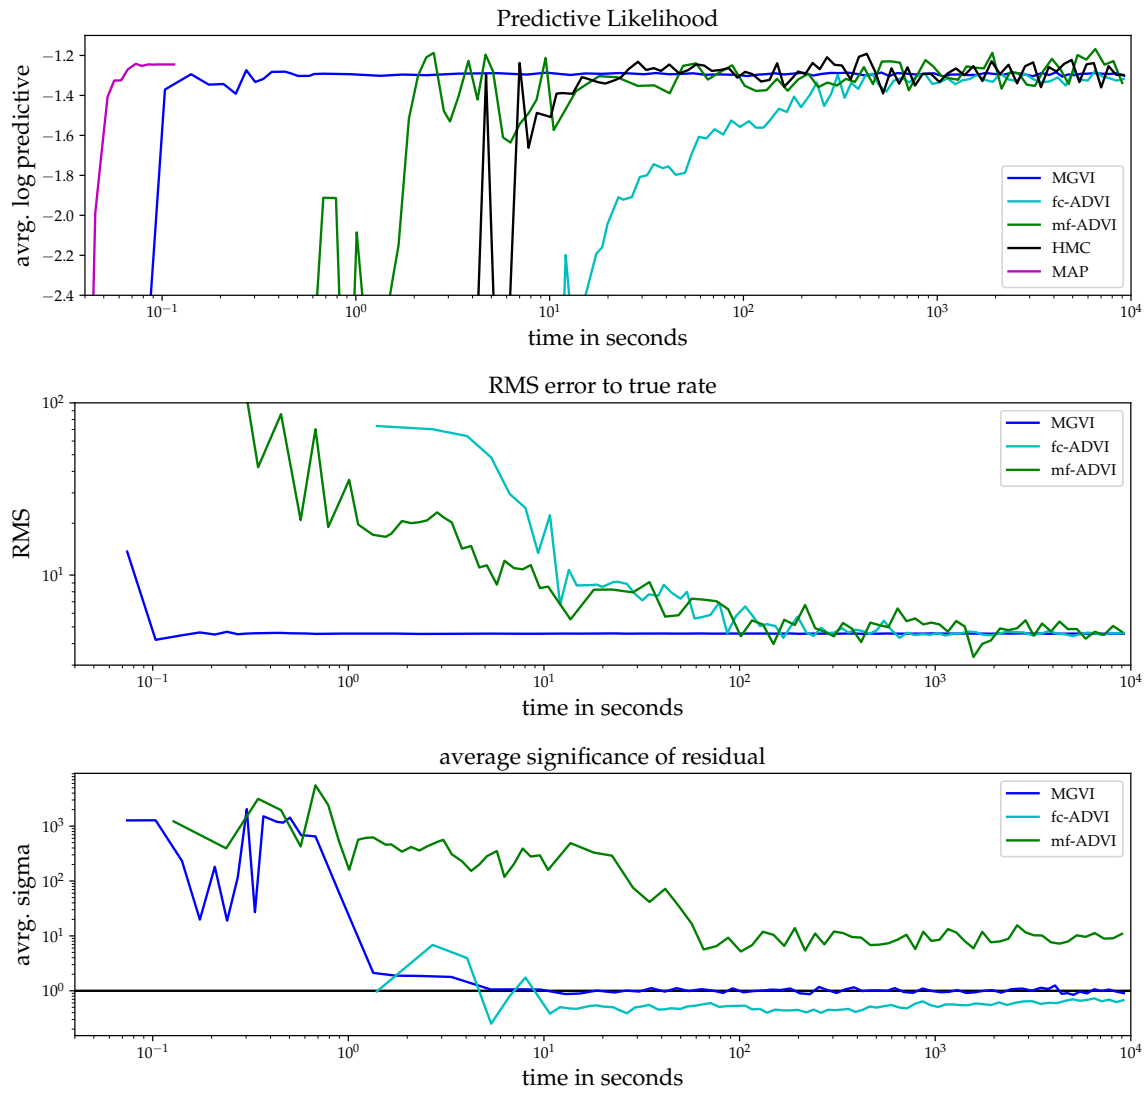 Predictive Likelihood
avrg. log predictive
−1.2
−1.4
−1.6
−1.8
−2.0
−2.2
−2.4
MGVI
fc-ADVI
mf-ADVI
HMC
MAP
10⁻¹ 10⁰ 10¹ 10² 10³ 10⁴
time in seconds
RMS error to true rate
RMS
10²
10¹
MGVI
fc-ADVI
mf-ADVI
10⁻¹ 10⁰ 10¹ 10² 10³ 10⁴
time in seconds
average significance of residual
avrg. sigma
10³
10²
10¹
10⁰
MGVI
fc-ADVI
mf-ADVI
10⁻¹ 10⁰ 10¹ 10² 10³ 10⁴
time in seconds